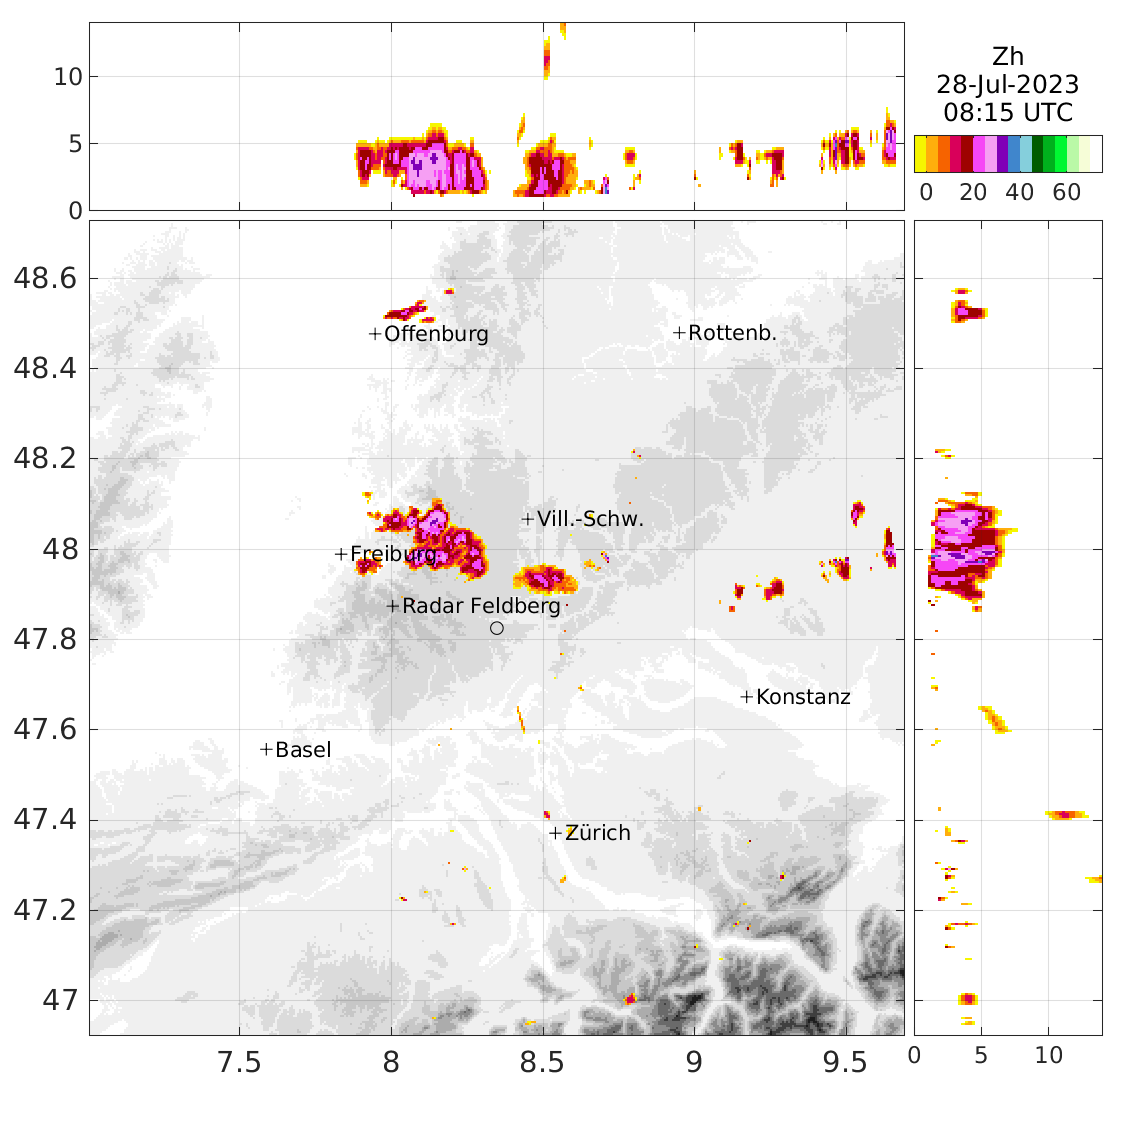 10
5
0
Zh
28-Jul-2023
08:15 UTC
0 20 40 60
48.6
48.4
48.2
48
47.8
47.6
47.4
47.2
47
Offenburg
Rottenb.
Vill.-Schw.
Freiburg
Radar Feldberg
Konstanz
Basel
Zürich
7.5 8 8.5 9 9.5
0 5 10